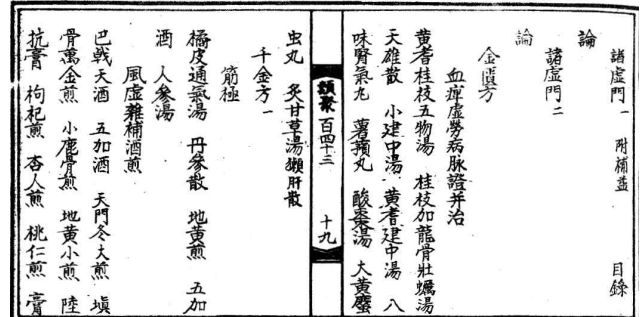 諸虛門一 附補益 目錄
論
諸虛門二
論
金匱方
血痺虛勞病脉證并治
黃耆桂枝五物湯 桂枝加龍骨牡蠣湯
天雄散 小建中湯 黃耆建中湯 八
味腎氣丸 薯蕷丸 酸棗湯 大黃䗪
類聚 百四十三 十九
虫丸 炙甘草湯 獺肝散
千金方一
筋極
橘皮通氣湯 丹參散 地黃煎 五加
酒 人參湯
風虛雜補酒煎
巴戟天酒 五加酒 天門冬大煎 塡
骨萬金煎 小鹿骨煎 地黃小煎 陸
抗膏 枸杞煎 杏人煎 桃仁煎 膏